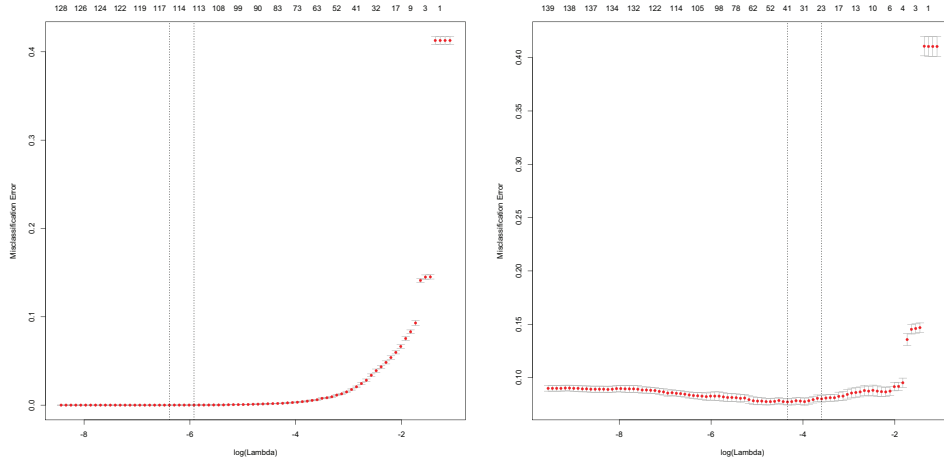 128 126 124 122 119 117 114 113 108 99 90 83 73 63 52 41 32 17 9 3 1
0.4
0.3
0.2
0.1
0.0
Misclassification Error
-8 -6 -4 -2
log(Lambda)
139 138 137 134 132 122 114 105 98 78 62 52 41 23 17 13 10 6 4 3 1
0.40
0.35
0.30
0.25
0.20
0.15
0.10
Misclassification Error
-8 -6 -4 -2
log(Lambda)